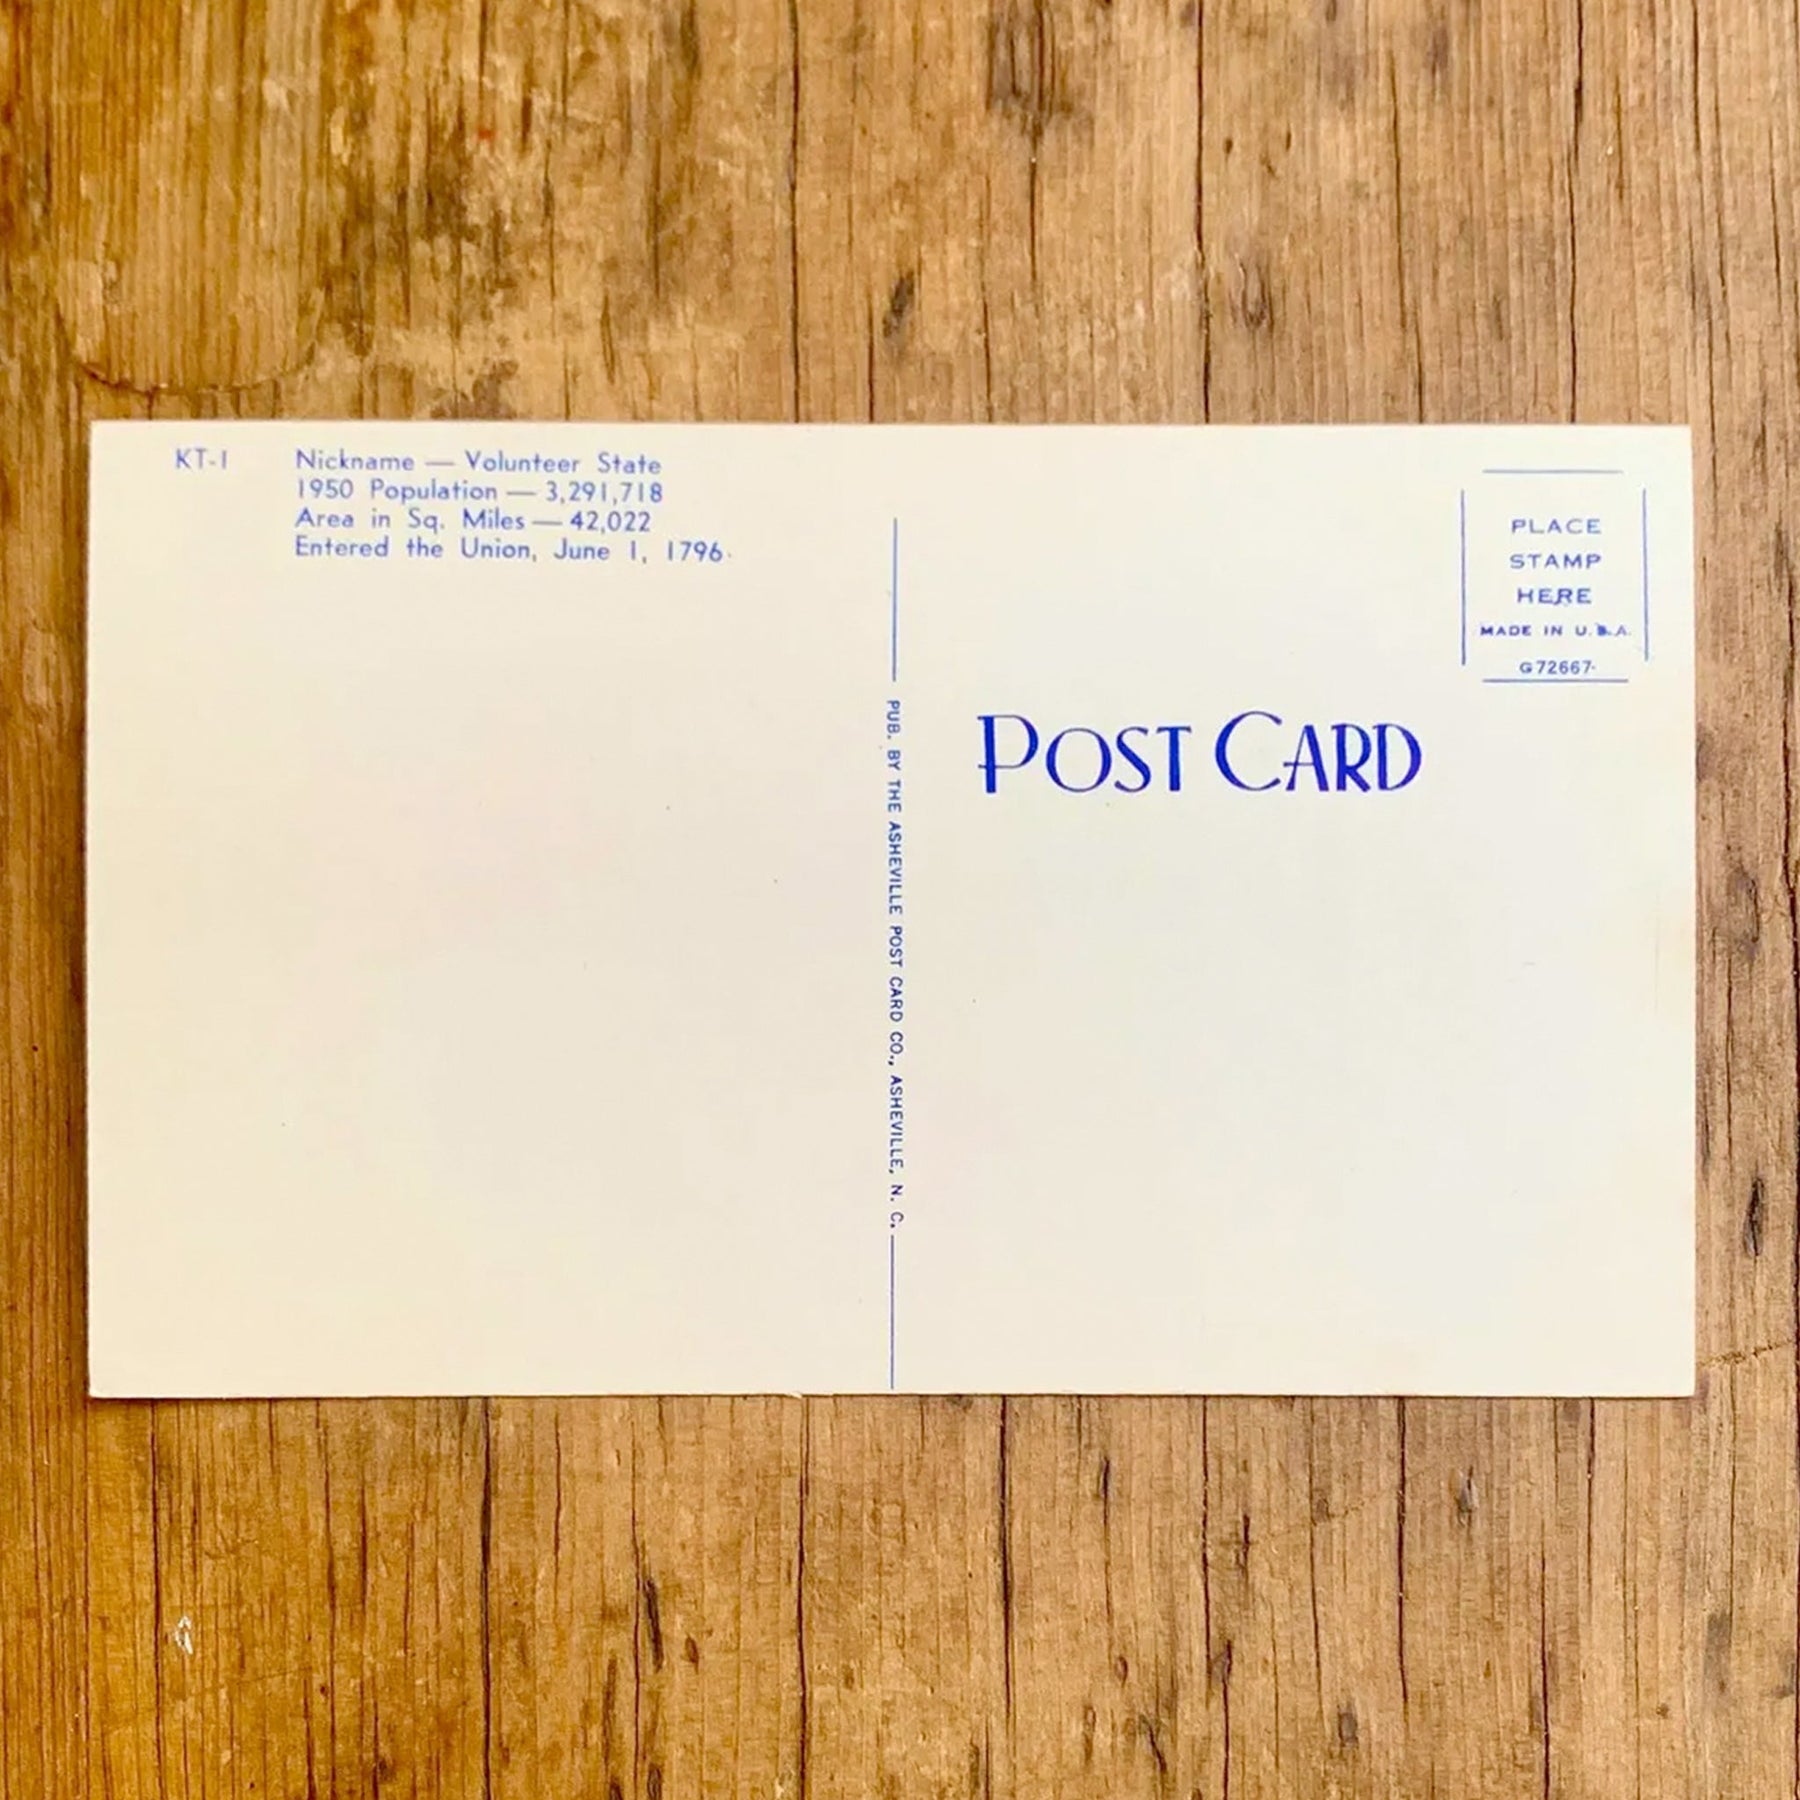 KT-1
Nickname — Volunteer State
1950 Population — 3,291,718
Area in Sq. Miles — 42,022
Entered the Union, June 1, 1796.
PUB. BY THE ASHEVILLE POST CARD CO., ASHEVILLE, N. C.
PLACE
STAMP
HERE
MADE IN U.S.A.
G72667
POST CARD